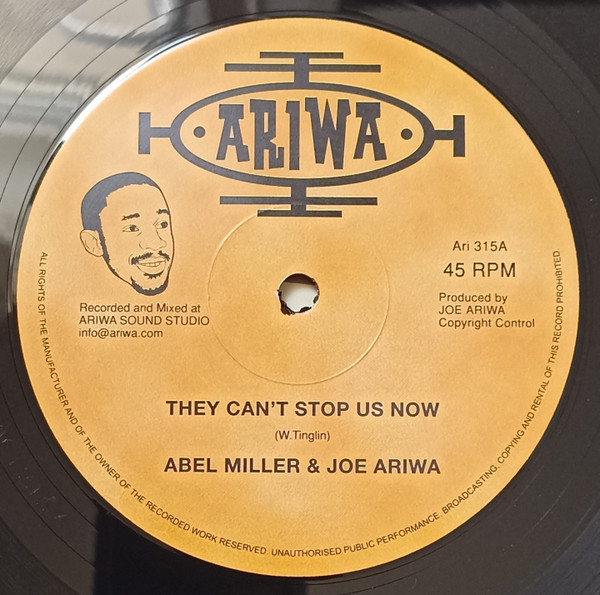 ARIWA
Ari 315A
45 RPM
Recorded and Mixed at
ARIWA SOUND STUDIO
info@ariwa.com
Produced by
JOE ARIWA
Copyright Control
THEY CAN'T STOP US NOW
(W.Tinglin)
ABEL MILLER & JOE ARIWA
ALL RIGHTS OF THE MANUFACTURER AND OF THE OWNER OF THE RECORDED WORK RESERVED. UNAUTHORISED PUBLIC PERFORMANCE. BROADCASTING, COPYING AND RENTAL OF THIS RECORD PROHIBITED